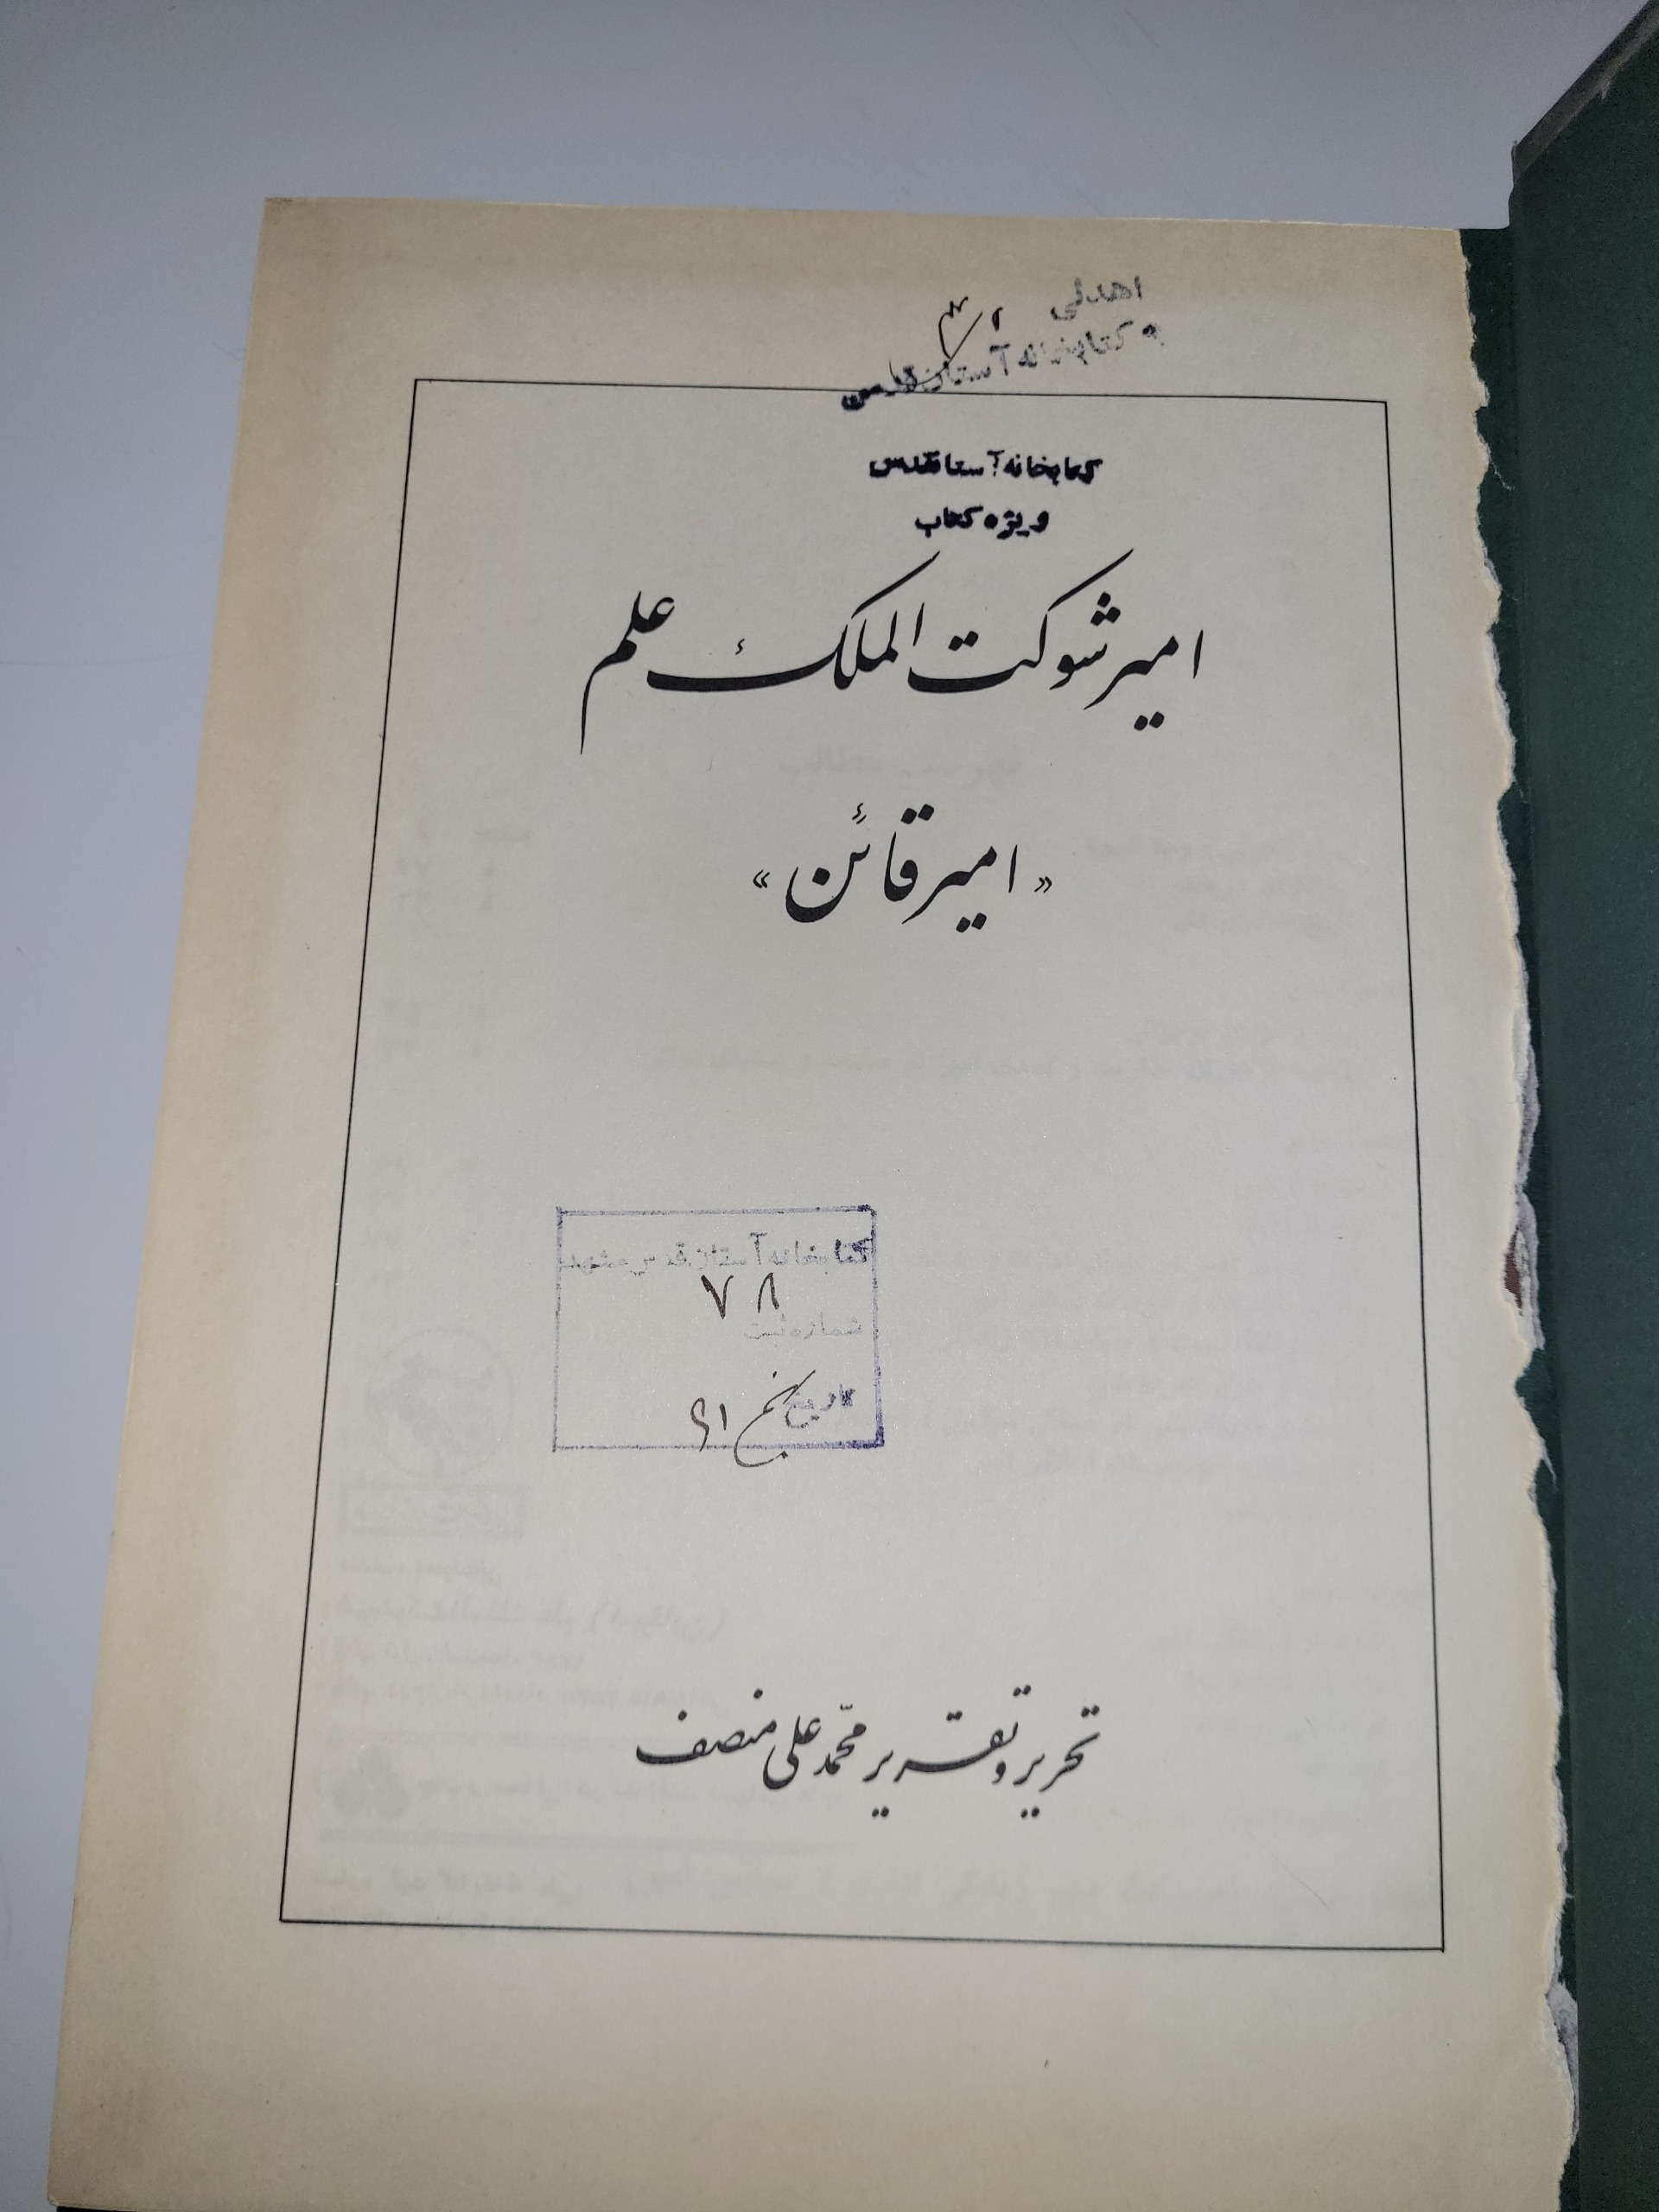 اهدائی
به کتابخانه آستان قدس
کتابخانه آستانقدس
ویژه کتاب
امیر شوکت الملک علم
«امیر قائن»
کتابخانه آستان قدس مشهد
۷۸
شماره ثبت
تاریخ
تحریر و تقریر محمّد علی منصف